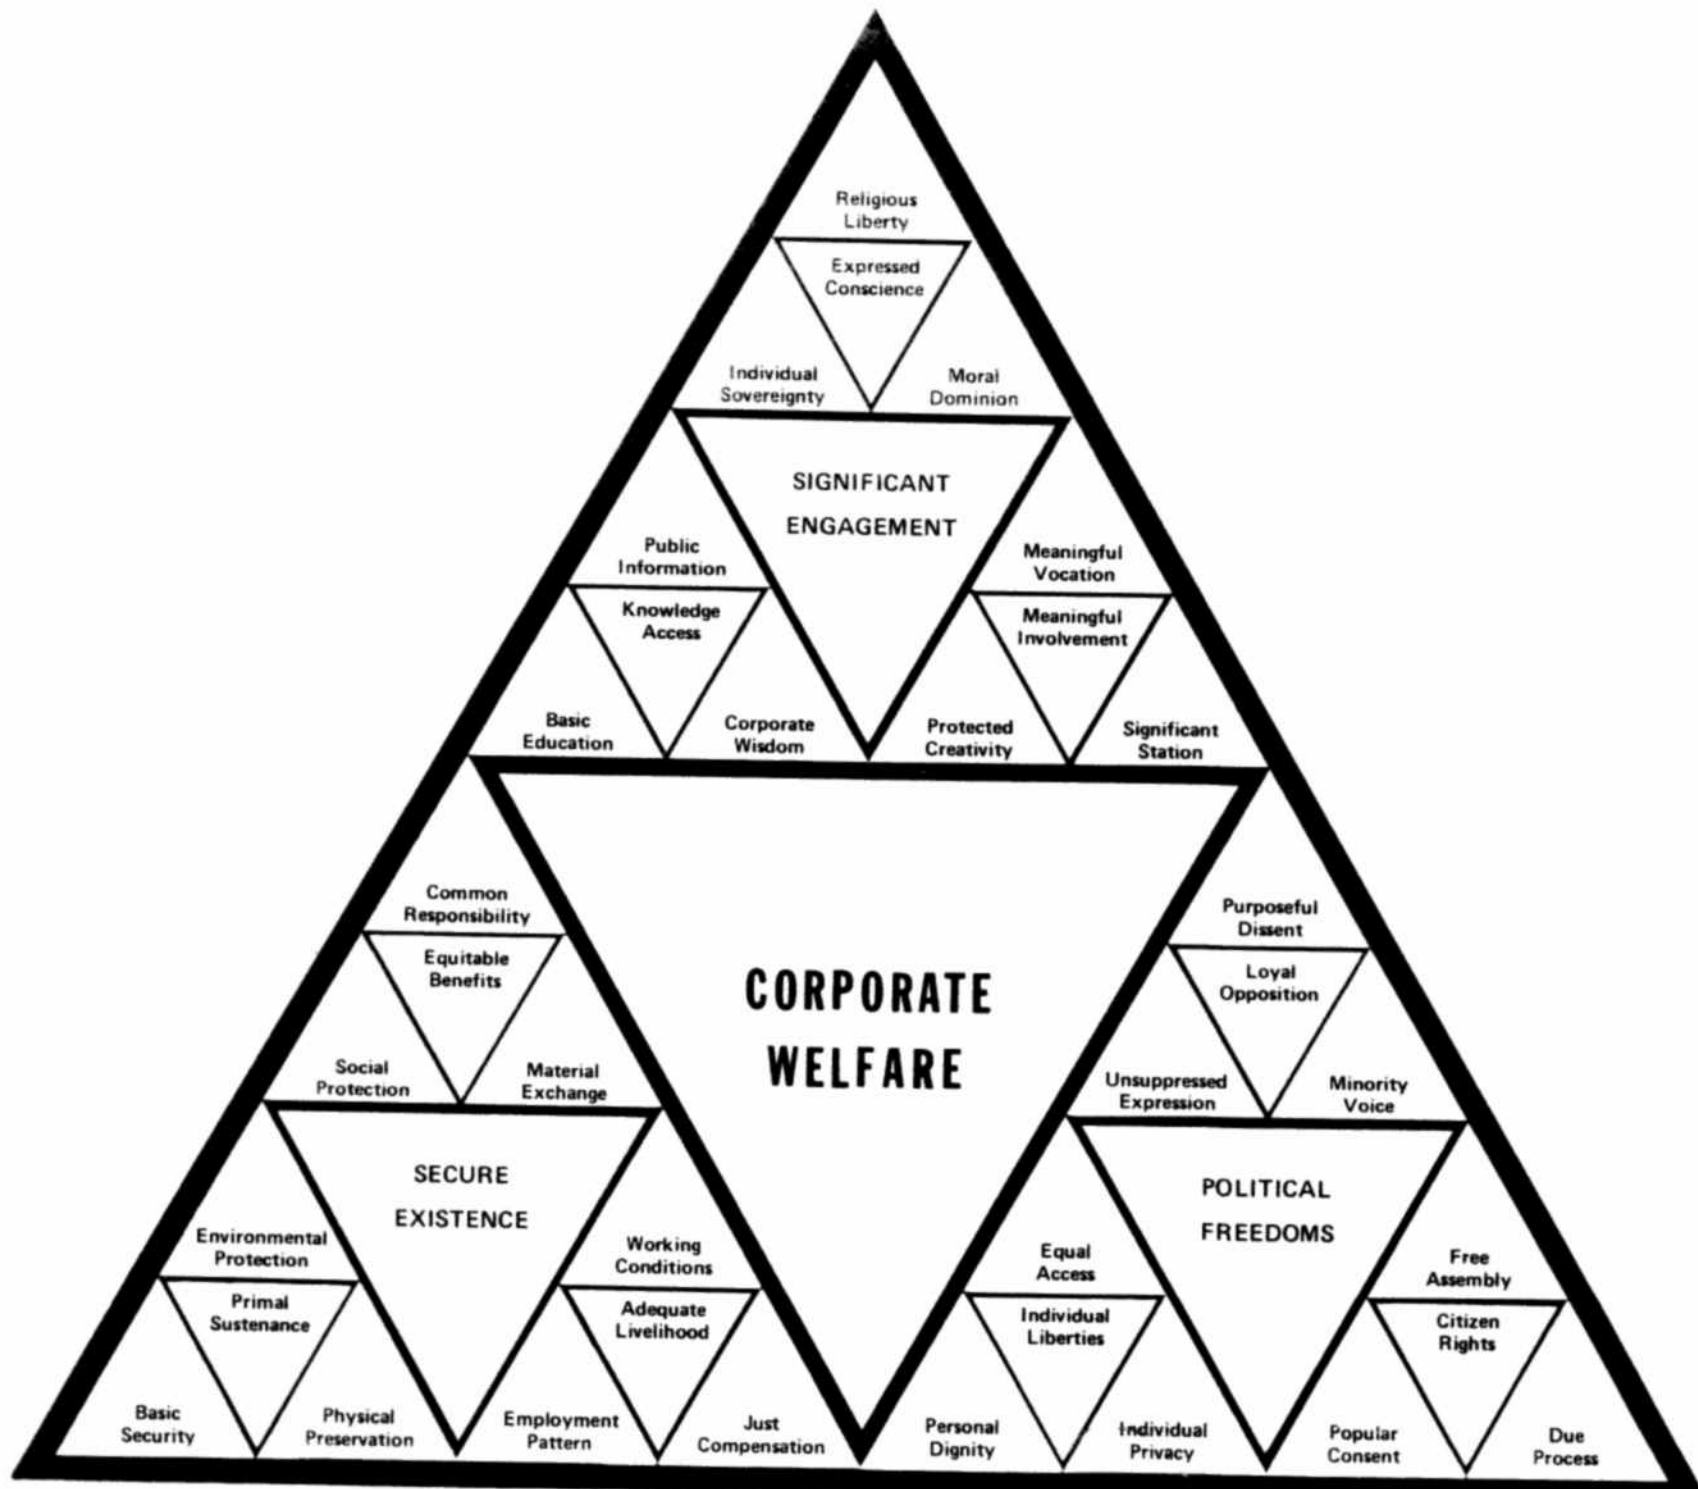 Religious
Liberty
Expressed
Conscience
Individual
Sovereignty
Moral
Dominion
SIGNIFICANT
ENGAGEMENT
Public
Information
Knowledge
Access
Basic
Education
Corporate
Wisdom
Meaningful
Vocation
Meaningful
Involvement
Protected
Creativity
Significant
Station
CORPORATE
WELFARE
Common
Responsibility
Equitable
Benefits
Social
Protection
Material
Exchange
SECURE
EXISTENCE
Environmental
Protection
Primal
Sustenance
Basic
Security
Physical
Preservation
Working
Conditions
Adequate
Livelihood
Employment
Pattern
Just
Compensation
Purposeful
Dissent
Loyal
Opposition
Unsuppressed
Expression
Minority
Voice
POLITICAL
FREEDOMS
Equal
Access
Individual
Liberties
Personal
Dignity
Individual
Privacy
Free
Assembly
Citizen
Rights
Popular
Consent
Due
Process